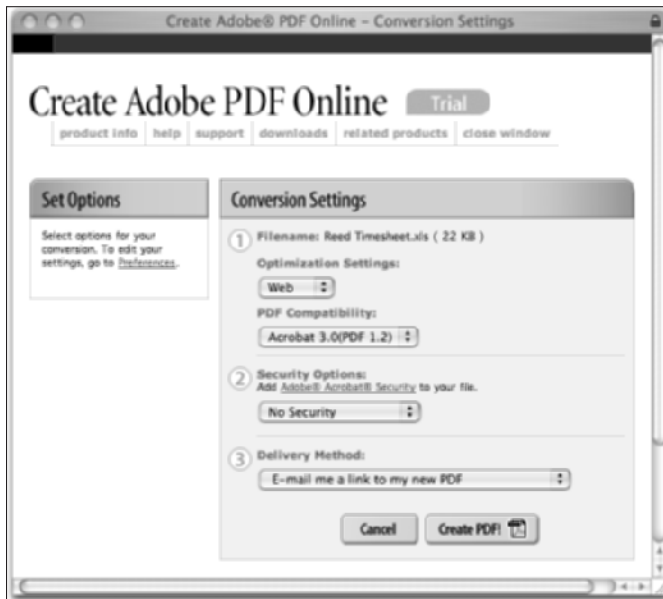 Create Adobe® PDF Online – Conversion Settings
Create Adobe PDF Online Trial
product info help support downloads related products close window
Set Options
Select options for your
conversion. To edit your
settings, go to Preferences.
Conversion Settings
1 Filename: Reed Timesheet.xls ( 22 KB )
Optimization Settings:
Web
PDF Compatibility:
Acrobat 3.0(PDF 1.2)
2 Security Options:
Add Adobe® Acrobat® Security to your file.
No Security
3 Delivery Method:
E-mail me a link to my new PDF
Cancel Create PDF!